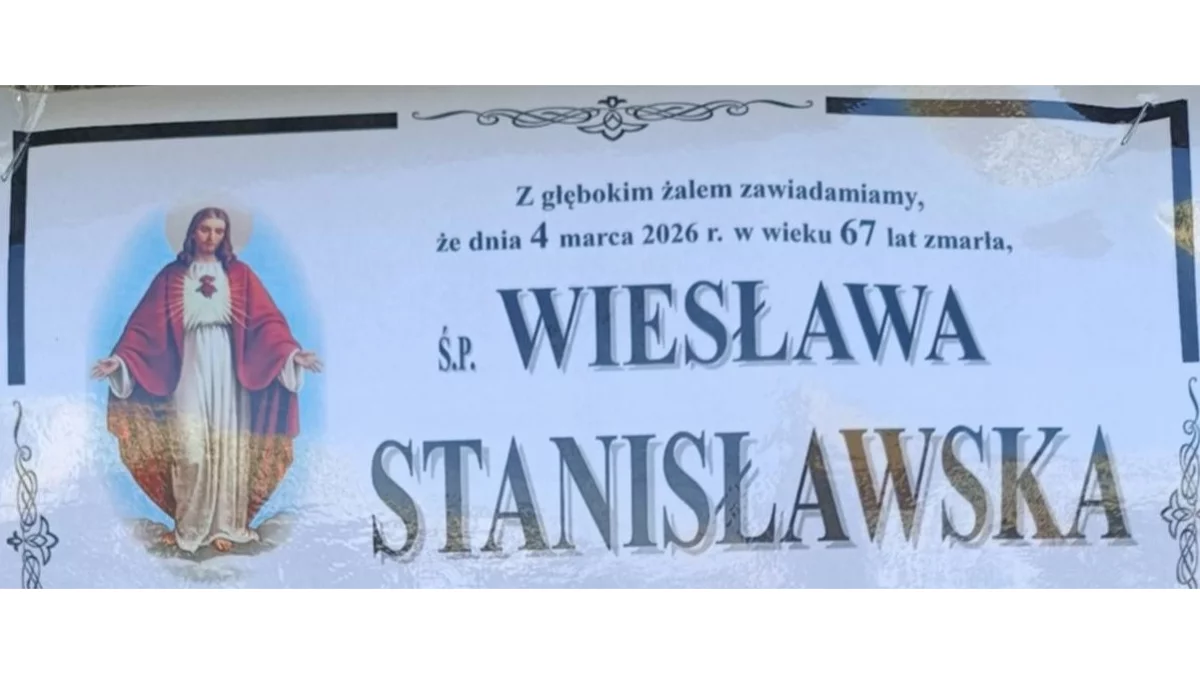 Z głębokim żalem zawiadamiamy,
że dnia 4 marca 2026 r. w wieku 67 lat zmarła,
Ś.P. WIESŁAWA
STANISŁAWSKA